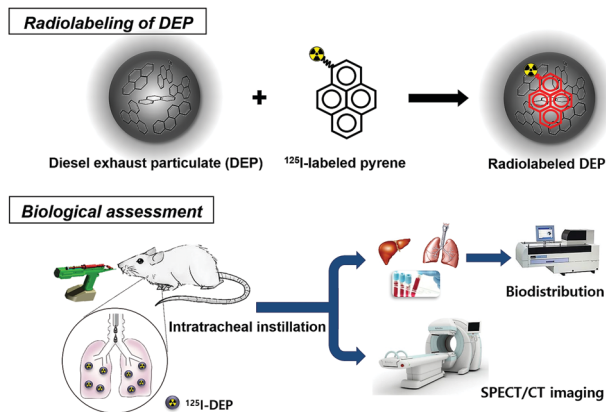 Radiolabeling of DEP
Diesel exhaust particulate (DEP)
+
¹²⁵I-labeled pyrene
Radiolabeled DEP
Biological assessment
Intratracheal instillation
Biodistribution
¹²⁵I-DEP
SPECT/CT imaging